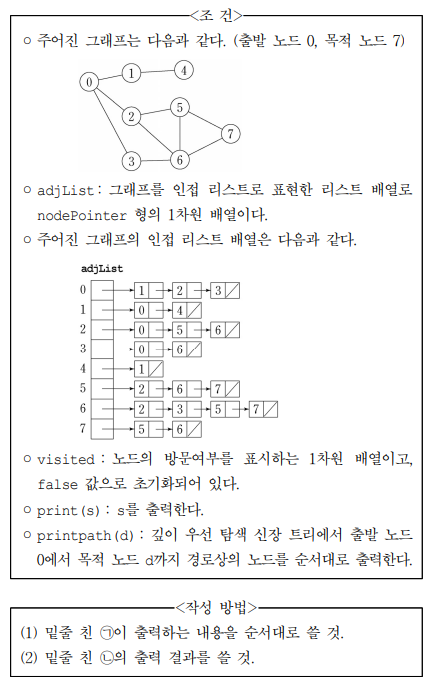 <조 건>
○ 주어진 그래프는 다음과 같다. (출발 노드 0, 목적 노드 7)
0 1 4
2 5
7
3 6
○ adjList : 그래프를 인접 리스트로 표현한 리스트 배열로
nodePointer 형의 1차원 배열이다.
○ 주어진 그래프의 인접 리스트 배열은 다음과 같다.
adjList
0 1 2 3
1 0 4
2 0 5 6
3 0 6
4 1
5 2 6 7
6 2 3 5 7
7 5 6
○ visited : 노드의 방문여부를 표시하는 1차원 배열이고,
false 값으로 초기화되어 있다.
○ print(s) : s를 출력한다.
○ printpath(d) : 깊이 우선 탐색 신장 트리에서 출발 노드
0에서 목적 노드 d까지 경로상의 노드를 순서대로 출력한다.
<작성 방법>
(1) 밑줄 친 ㉠이 출력하는 내용을 순서대로 쓸 것.
(2) 밑줄 친 ㉡의 출력 결과를 쓸 것.